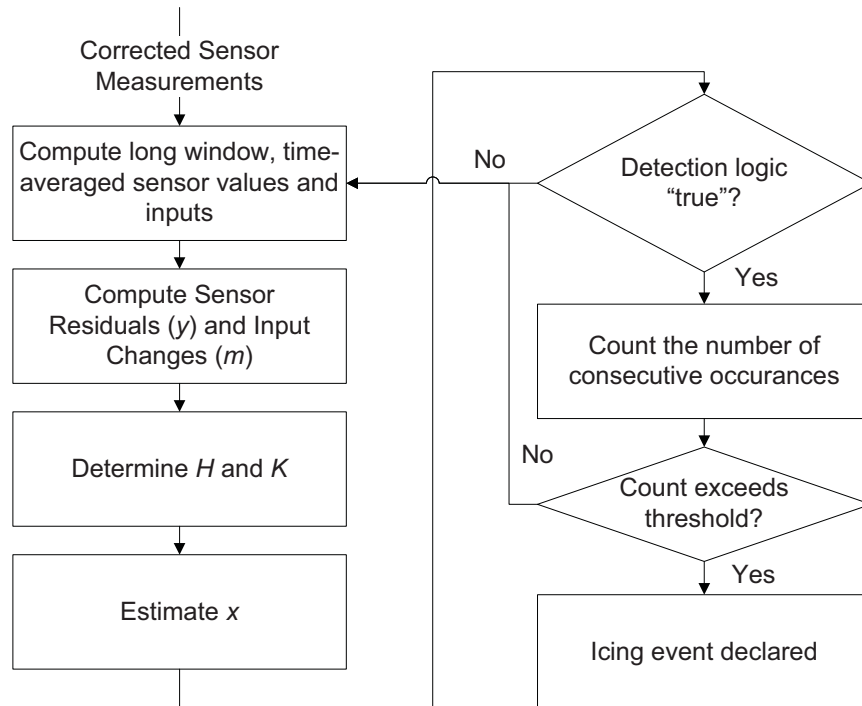 Corrected Sensor
Measurements
Compute long window, time-
averaged sensor values and
inputs
Compute Sensor
Residuals (y) and Input
Changes (m)
Determine H and K
Estimate x
Detection logic
“true”?
No
Yes
Count the number of
consecutive occurances
No
Count exceeds
threshold?
Yes
Icing event declared